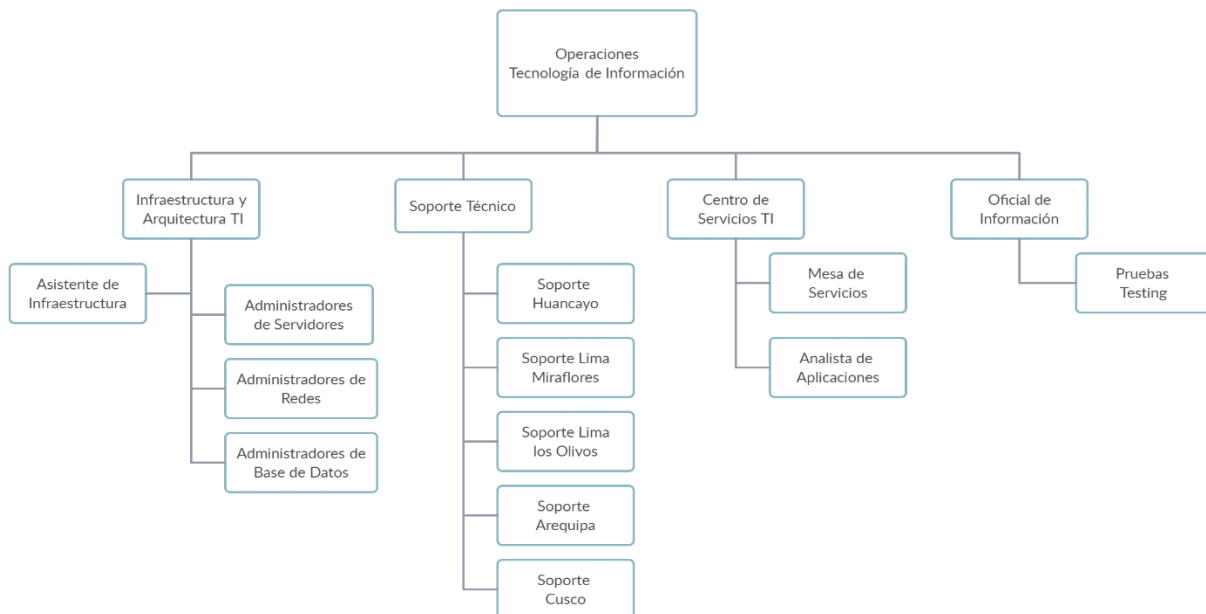 Operaciones
Tecnología de Información
Infraestructura y
Arquitectura TI
Soporte Técnico
Centro de
Servicios TI
Oficial de
Información
Asistente de
Infraestructura
Administradores
de Servidores
Administradores de
Redes
Administradores de
Base de Datos
Soporte
Huancayo
Soporte Lima
Miraflores
Soporte Lima
los Olivos
Soporte
Arequipa
Soporte
Cusco
Mesa de
Servicios
Analista de
Aplicaciones
Pruebas
Testing